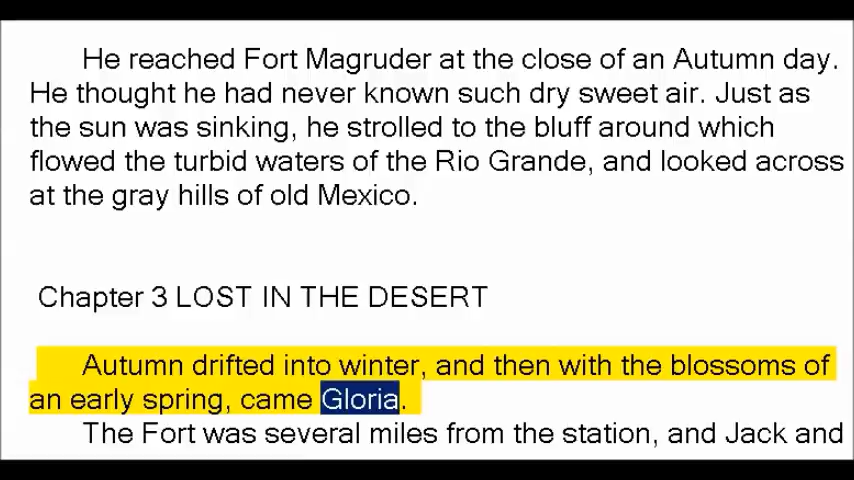 He reached Fort Magruder at the close of an Autumn day.
He thought he had never known such dry sweet air. Just as
the sun was sinking, he strolled to the bluff around which
flowed the turbid waters of the Rio Grande, and looked across
at the gray hills of old Mexico.
Chapter 3 LOST IN THE DESERT
Autumn drifted into winter, and then with the blossoms of
an early spring, came Gloria.
The Fort was several miles from the station, and Jack and